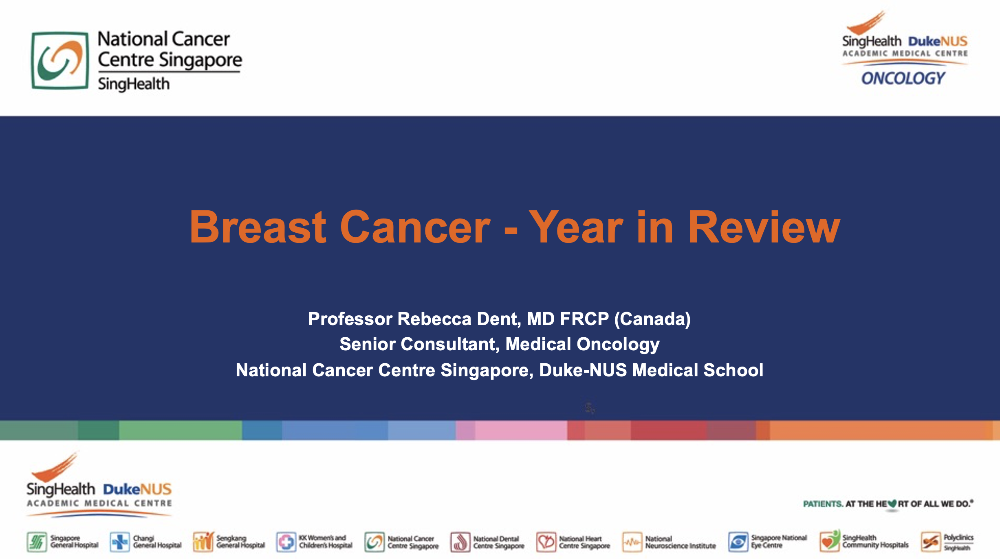 National Cancer
Centre Singapore
SingHealth
SingHealth DukeNUS
ACADEMIC MEDICAL CENTRE
ONCOLOGY
Breast Cancer - Year in Review
Professor Rebecca Dent, MD FRCP (Canada)
Senior Consultant, Medical Oncology
National Cancer Centre Singapore, Duke-NUS Medical School
SingHealth DukeNUS
ACADEMIC MEDICAL CENTRE
PATIENTS. AT THE HE RT OF ALL WE DO.®
Singapore
General Hospital
Changi
General Hospital
Sengkang
General Hospital
KK Women's and
Children's Hospital
National Cancer
Centre Singapore
National Dental
Centre Singapore
National Heart
Centre Singapore
National
Neuroscience Institute
Singapore National
Eye Centre
SingHealth
Community Hospitals
Polyclinics
SingHealth